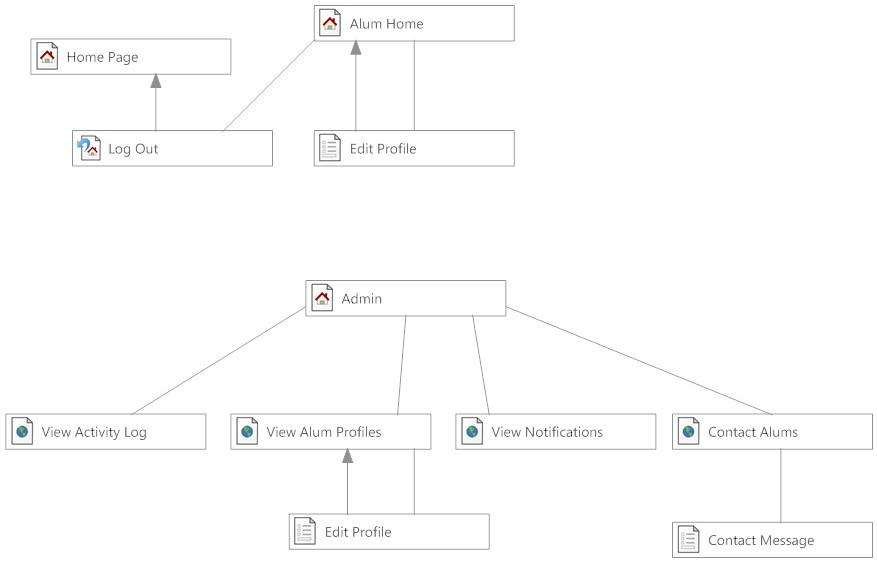 Alum Home
Home Page
Log Out
Edit Profile
Admin
View Activity Log
View Alum Profiles
View Notifications
Contact Alums
Edit Profile
Contact Message